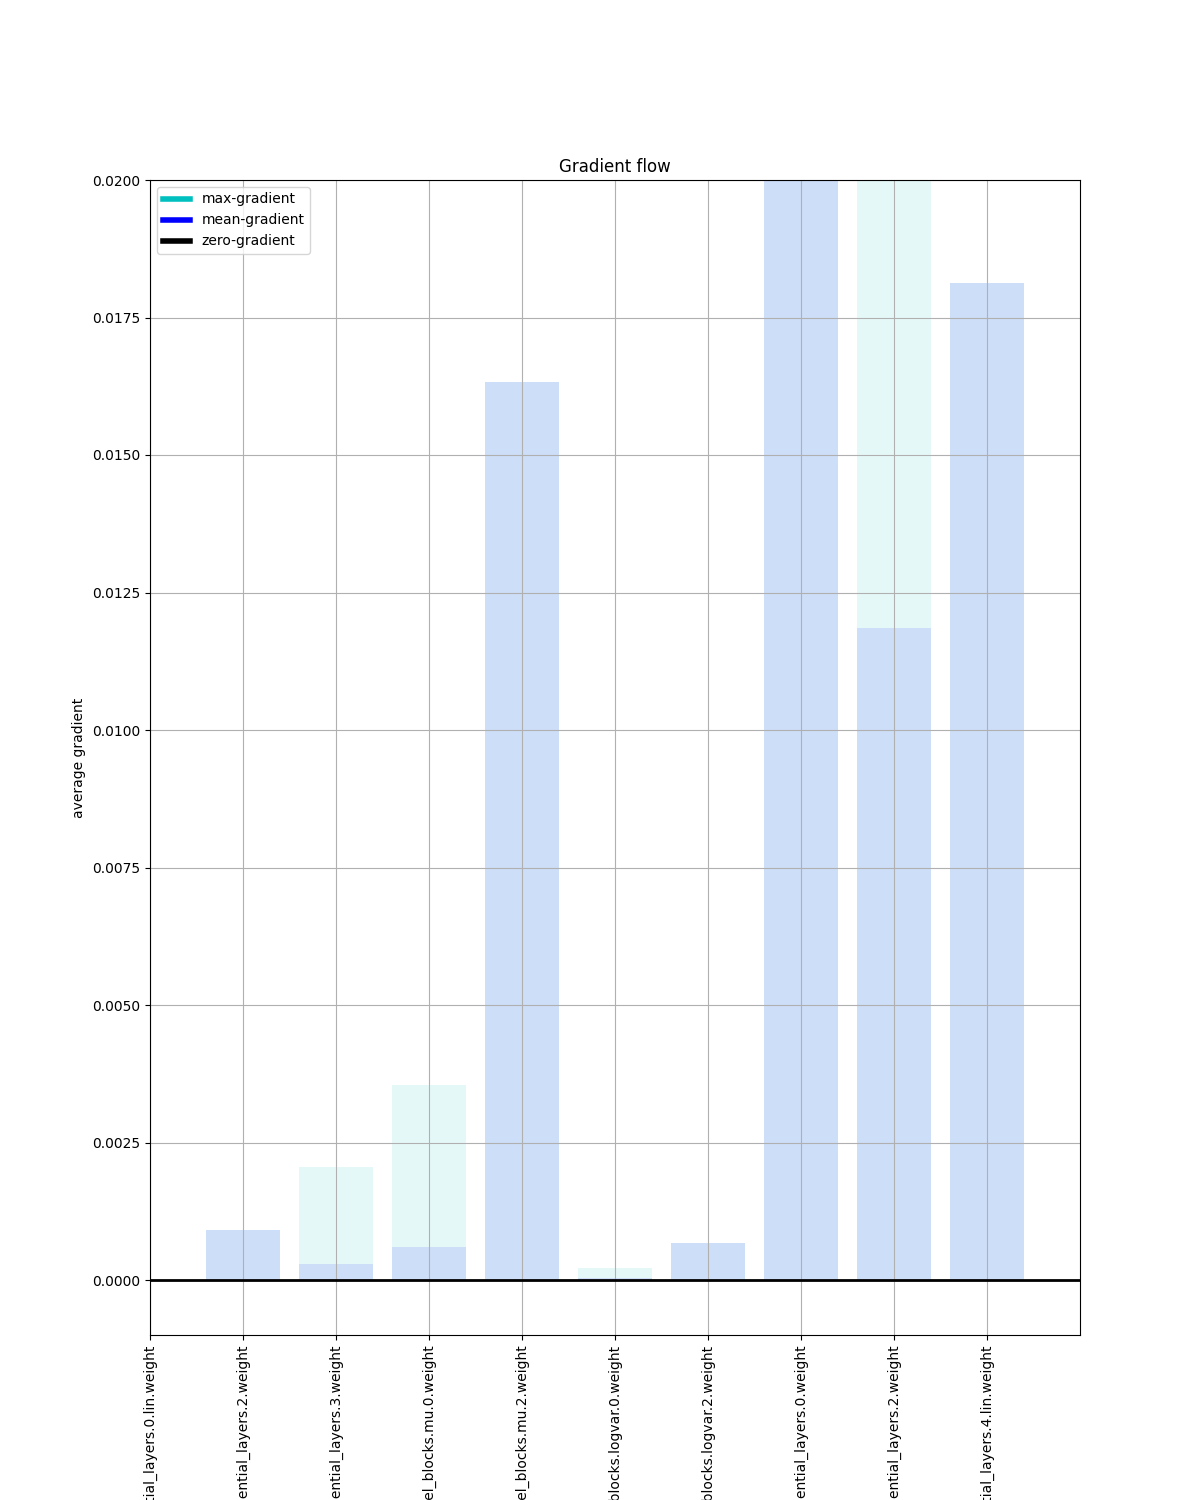 Gradient flow
max-gradient
mean-gradient
zero-gradient
0.0200
0.0175
0.0150
0.0125
0.0100
0.0075
0.0050
0.0025
0.0000
average gradient
tial_layers.0.lin.weight
ential_layers.2.weight
ential_layers.3.weight
el_blocks.mu.0.weight
el_blocks.mu.2.weight
blocks.logvar.0.weight
blocks.logvar.2.weight
ential_layers.0.weight
ential_layers.2.weight
tial_layers.4.lin.weight